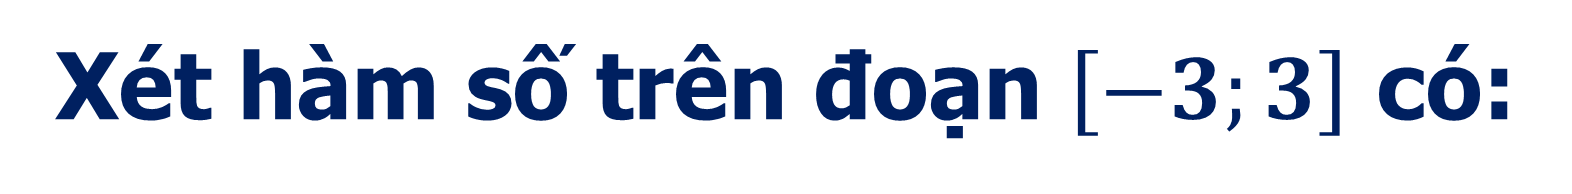 Xét hàm số trên đoạn [−3; 3] có: